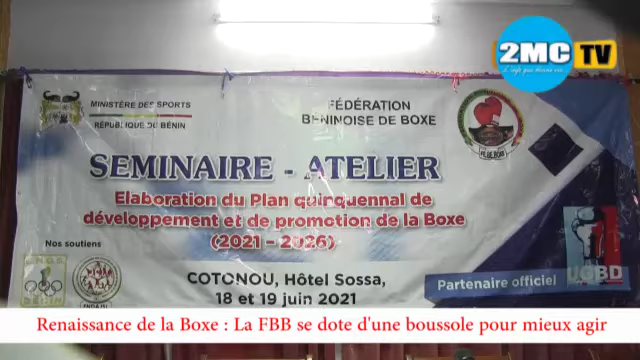 2MC TV
MINISTÈRE DES SPORTS
RÉPUBLIQUE DU BÉNIN
FÉDÉRATION
BÉNINOISE DE BOXE
SEMINAIRE - ATELIER
Elaboration du Plan quinquennal de
développement et de promotion de la Boxe
(2021 - 2026)
Nos soutiens
COTONOU, Hôtel Sossa,
18 et 19 juin 2021
Partenaire officiel
UGBD
Renaissance de la Boxe : La FBB se dote d'une boussole pour mieux agir